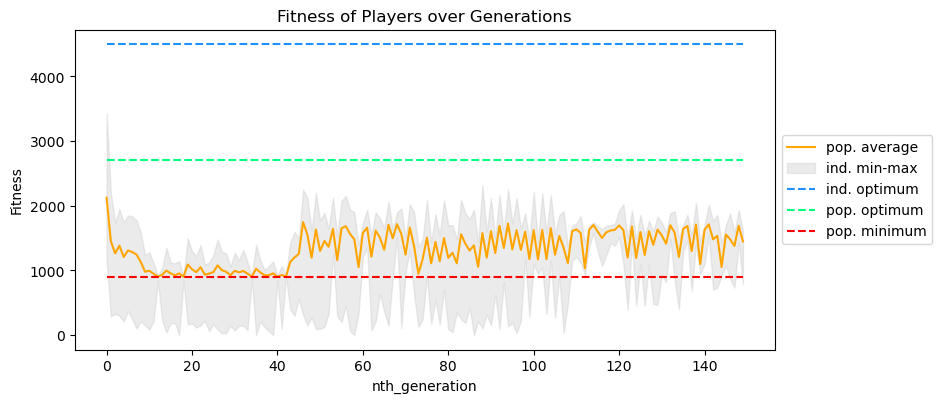 Fitness of Players over Generations
Fitness
4000
3000
2000
1000
0
0 20 40 60 80 100 120 140
nth_generation
pop. average
ind. min-max
ind. optimum
pop. optimum
pop. minimum